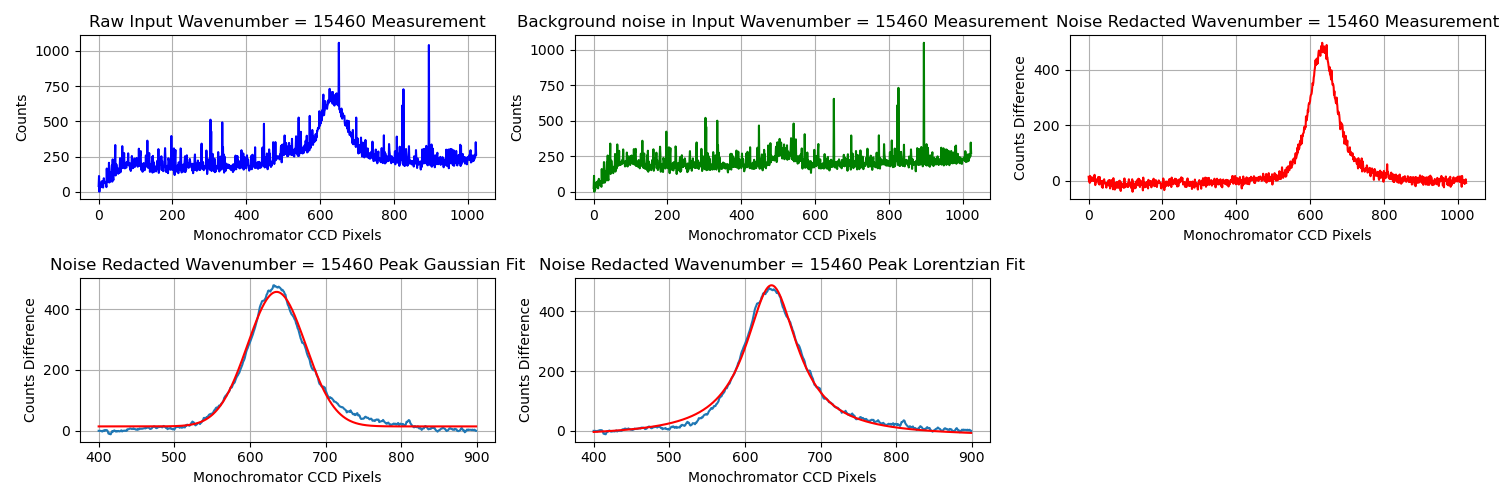 Raw Input Wavenumber = 15460 Measurement
Counts
1000
750
500
250
0
0 200 400 600 800 1000
Monochromator CCD Pixels
Background noise in Input Wavenumber = 15460 Measurement
Counts
1000
750
500
250
0
0 200 400 600 800 1000
Monochromator CCD Pixels
Noise Redacted Wavenumber = 15460 Measurement
Counts Difference
400
200
0
0 200 400 600 800 1000
Monochromator CCD Pixels
Noise Redacted Wavenumber = 15460 Peak Gaussian Fit
Counts Difference
400
200
0
400 500 600 700 800 900
Monochromator CCD Pixels
Noise Redacted Wavenumber = 15460 Peak Lorentzian Fit
Counts Difference
400
200
0
400 500 600 700 800 900
Monochromator CCD Pixels